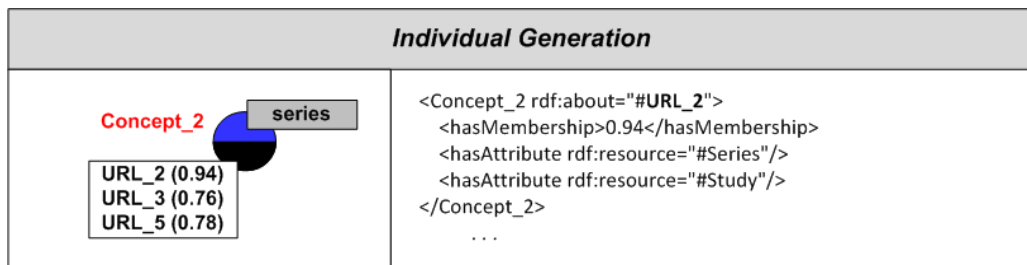 Individual Generation
Concept_2
series
URL_2 (0.94)
URL_3 (0.76)
URL_5 (0.78)
<Concept_2 rdf:about="#URL_2">
<hasMembership>0.94</hasMembership>
<hasAttribute rdf:resource="#Series"/>
<hasAttribute rdf:resource="#Study"/>
</Concept_2>
. . .